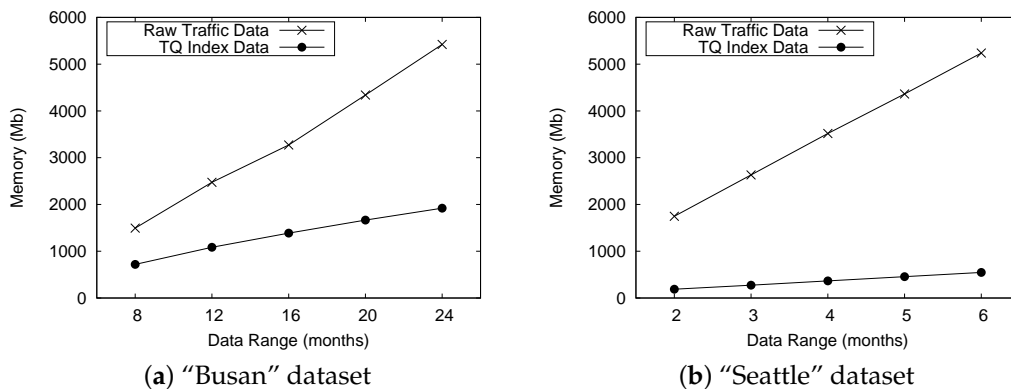 6000
5000
4000
3000
2000
1000
0
Memory (Mb)
Raw Traffic Data
TQ Index Data
8 12 16 20 24
Data Range (months)
(a) “Busan” dataset
6000
5000
4000
3000
2000
1000
0
Memory (Mb)
Raw Traffic Data
TQ Index Data
2 3 4 5 6
Data Range (months)
(b) “Seattle” dataset